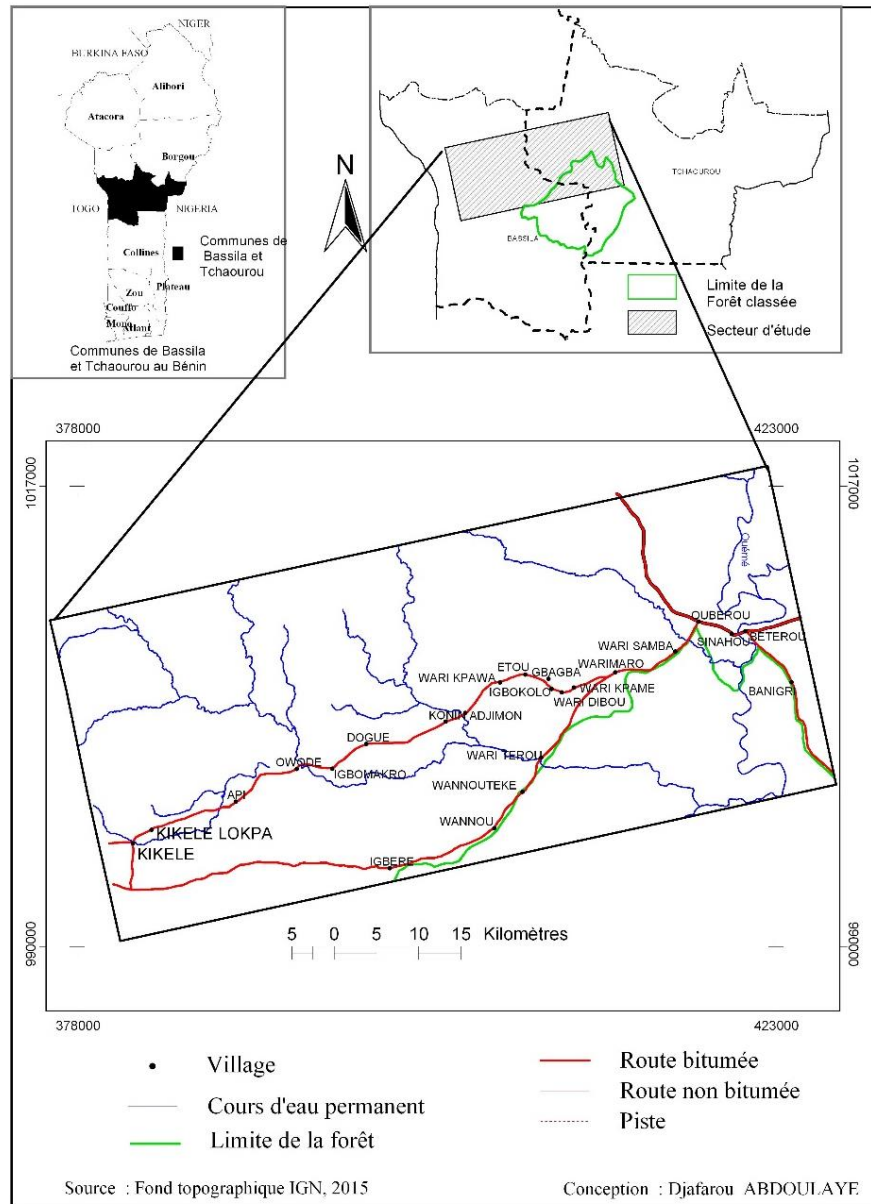 NIGER
BURKINA FASO
Alibori
Atacora
Borgou
TOGO
NIGERIA
Collines
Communes de
Bassila et
Tchaourou
Zou
Plateau
Couffo
Mono
Atlant
Communes de Bassila
et Tchaourou au Bénin
N
TCHAOUROU
BASSILA
Limite de la
Forêt classée
Secteur d'étude
378000
423000
1017000
1017000
Ouémé
OUBEROU
SINAHOU
BETEROU
WARI SAMBA
BANIGRI
ETOU
GBAGBA
WARIMARO
WARI KPAWA
IGBOKOLO
WARI KPAME
WARI DIBOU
KONIN
ADJIMON
DOGUE
WARI TEROU
OWODE
IGBOMAKRO
WANNOUTEKE
API
WANNOU
KIKELE LOKPA
KIKELE
IGBERE
5 0 5 10 15 Kilomètres
990000
990000
378000
423000
Village
Route bitumée
Cours d'eau permanent
Route non bitumée
Limite de la forêt
Piste
Source : Fond topographique IGN, 2015
Conception : Djafarou ABDOULAYE